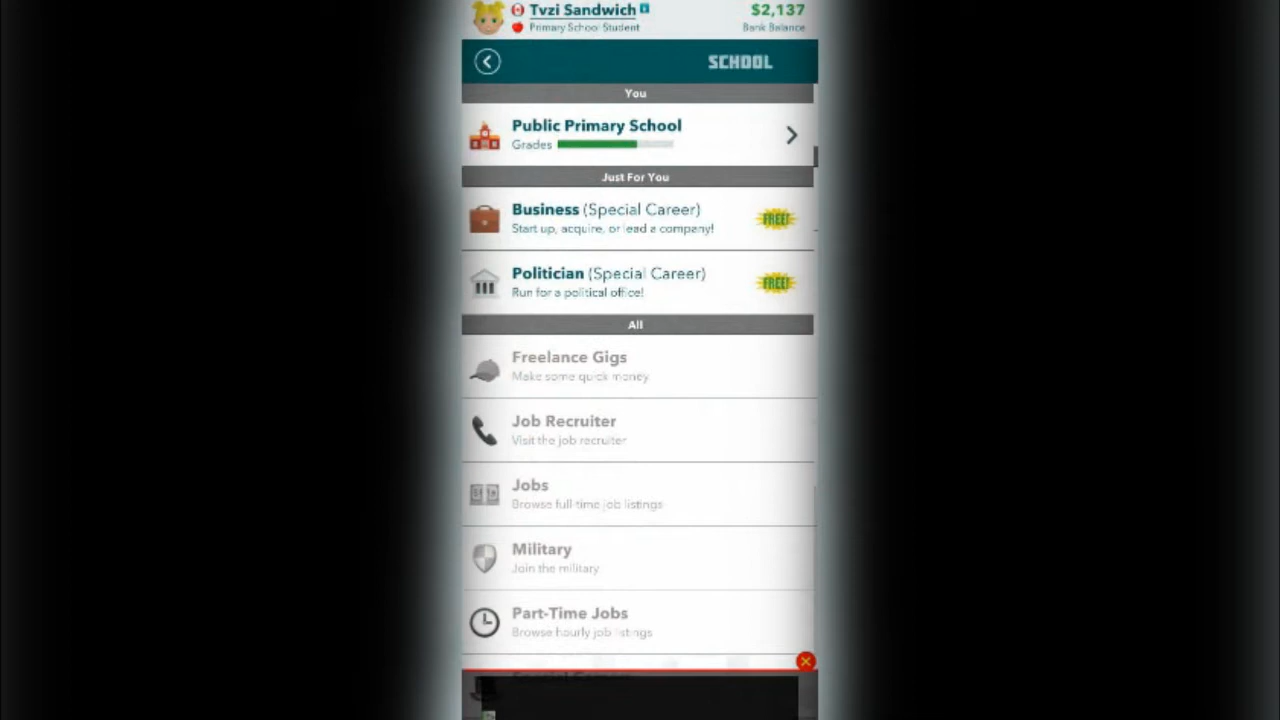 Tvzi Sandwich
$2,137
Primary School Student
Bank Balance
SCHOOL
You
Public Primary School
Grades
Just For You
Business (Special Career)
Start up, acquire, or lead a company!
FREE!
Politician (Special Career)
Run for a political office!
FREE!
All
Freelance Gigs
Make some quick money
Job Recruiter
Visit the job recruiter
Jobs
Browse full-time job listings
Military
Join the military
Part-Time Jobs
Browse hourly job listings